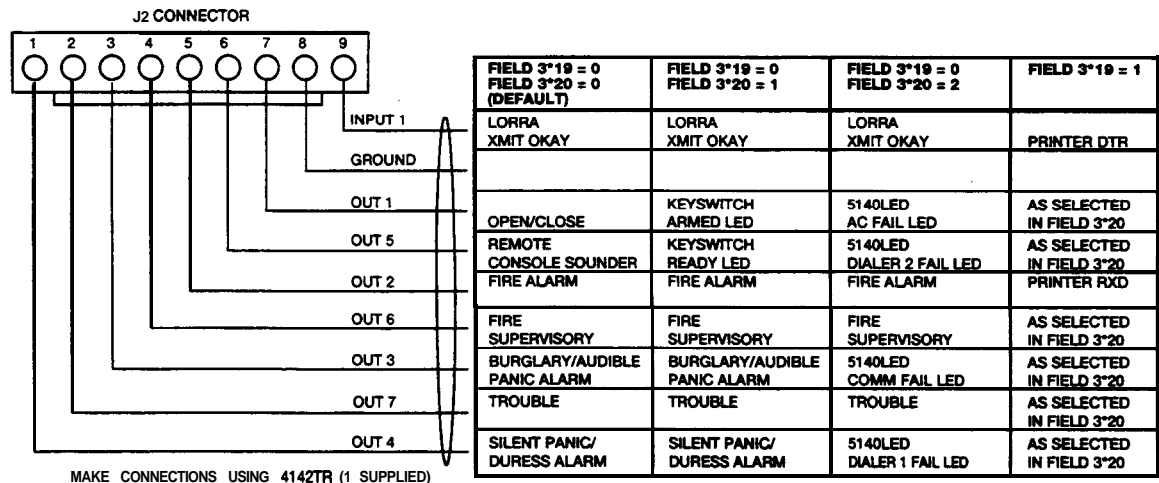 J2 CONNECTOR
1 2 3 4 5 6 7 8 9
FIELD 3*19 = 0 FIELD 3*19 = 0 FIELD 3*19 = 0 FIELD 3*19 = 1
FIELD 3*20 = 0 FIELD 3*20 = 1 FIELD 3*20 = 2
(DEFAULT)
INPUT 1 LORRA LORRA LORRA
XMIT OKAY XMIT OKAY XMIT OKAY PRINTER DTR
GROUND
OUT 1 KEYSWITCH 5140LED AS SELECTED
OPEN/CLOSE ARMED LED AC FAIL LED IN FIELD 3*20
OUT 5 REMOTE KEYSWITCH 5140LED AS SELECTED
CONSOLE SOUNDER READY LED DIALER 2 FAIL LED IN FIELD 3*20
OUT 2 FIRE ALARM FIRE ALARM FIRE ALARM PRINTER RXD
OUT 6 FIRE FIRE FIRE AS SELECTED
SUPERVISORY SUPERVISORY SUPERVISORY IN FIELD 3*20
OUT 3 BURGLARY/AUDIBLE BURGLARY/AUDIBLE 5140LED AS SELECTED
PANIC ALARM PANIC ALARM COMM FAIL LED IN FIELD 3*20
OUT 7 TROUBLE TROUBLE TROUBLE AS SELECTED
IN FIELD 3*20
OUT 4 SILENT PANIC/ SILENT PANIC/ 5140LED AS SELECTED
DURESS ALARM DURESS ALARM DIALER 1 FAIL LED IN FIELD 3*20
MAKE CONNECTIONS USING 4142TR (1 SUPPLIED)